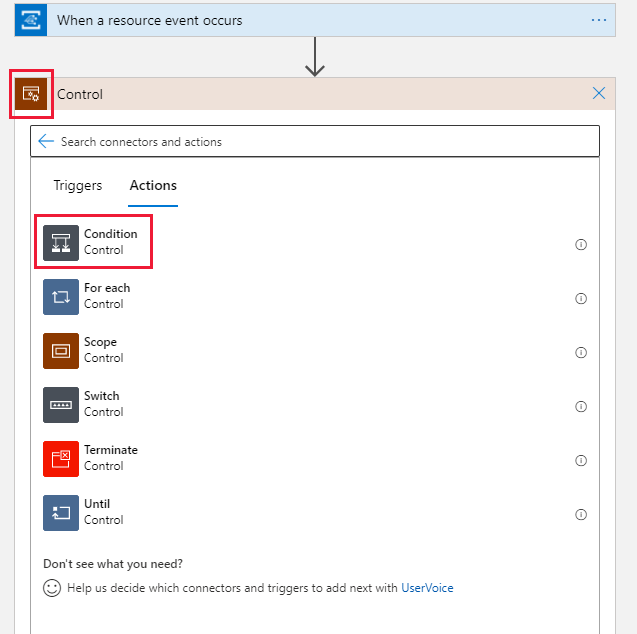 When a resource event occurs
Control
Search connectors and actions
Triggers Actions
Condition
Control
For each
Control
Scope
Control
Switch
Control
Terminate
Control
Until
Control
Don't see what you need?
Help us decide which connectors and triggers to add next with UserVoice